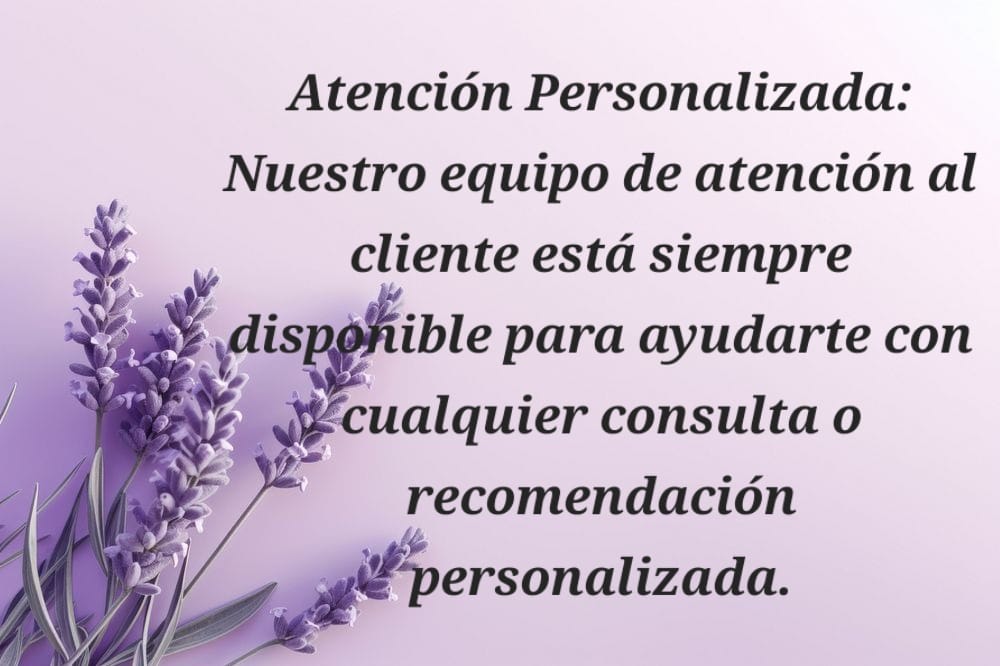 Atención Personalizada:
Nuestro equipo de atención al
cliente está siempre
disponible para ayudarte con
cualquier consulta o
recomendación
personalizada.